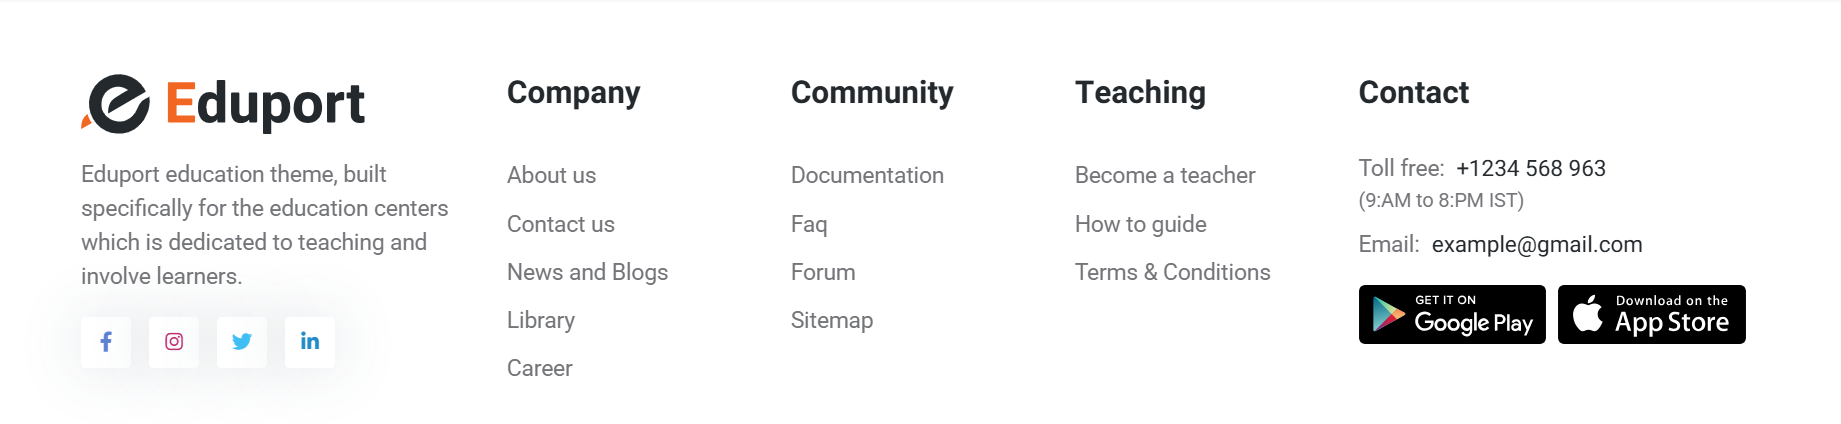 Eduport
Eduport education theme, built
specifically for the education centers
which is dedicated to teaching and
involve learners.
Company
About us
Contact us
News and Blogs
Library
Career
Community
Documentation
Faq
Forum
Sitemap
Teaching
Become a teacher
How to guide
Terms & Conditions
Contact
Toll free: +1234 568 963
(9:AM to 8:PM IST)
Email: example@gmail.com
GET IT ON
Google Play
Download on the
App Store